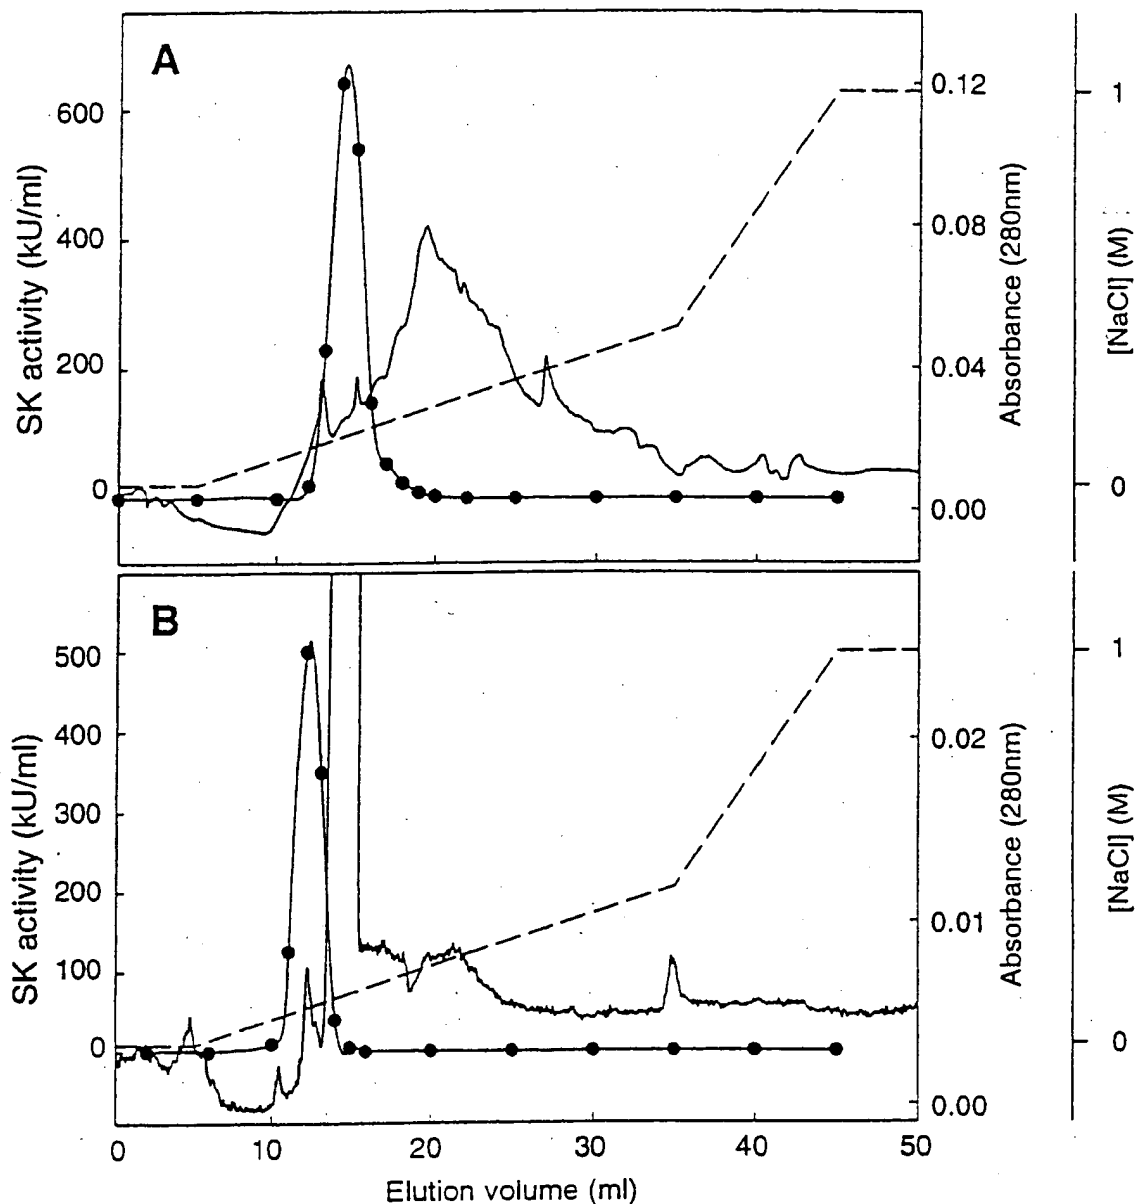 A
600
400
200
0
SK activity (kU/ml)
0.12
0.08
0.04
0.00
Absorbance (280nm)
1
0
[NaCl] (M)
B
500
400
300
200
100
0
SK activity (kU/ml)
0.02
0.01
0.00
Absorbance (280nm)
1
0
[NaCl] (M)
0 10 20 30 40 50
Elution volume (ml)